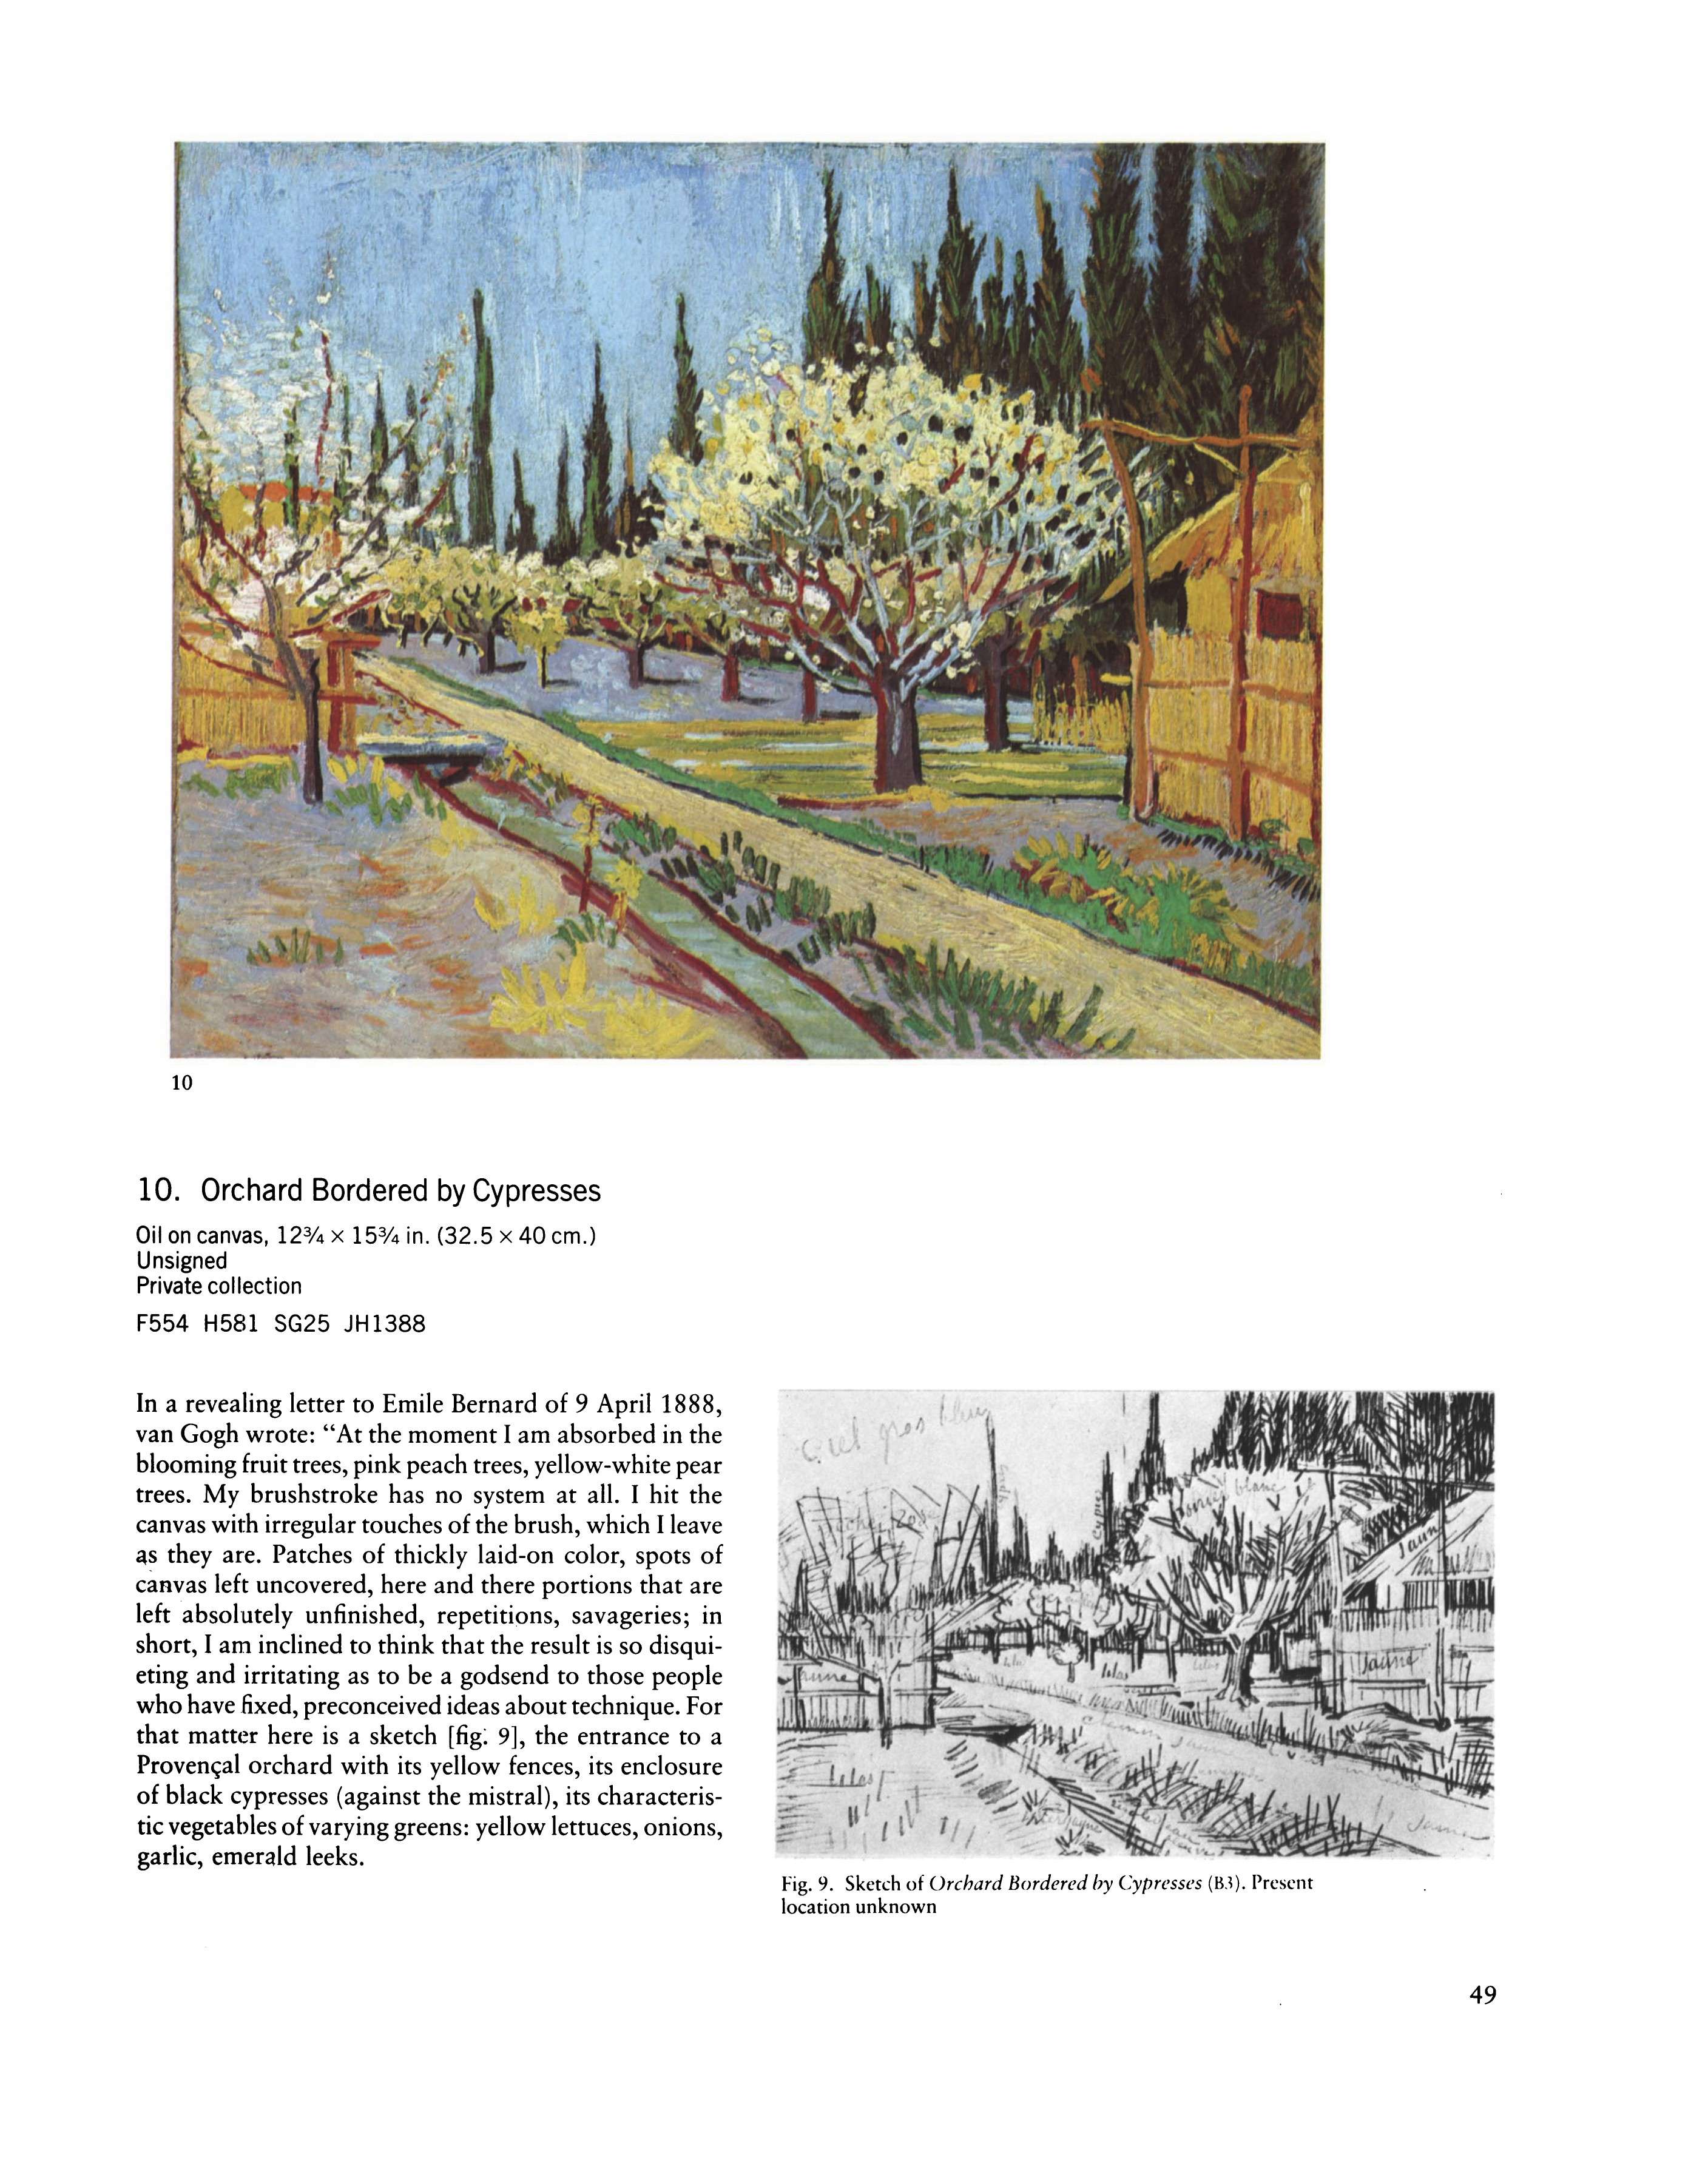 10
10. Orchard Bordered by Cypresses
Oil on canvas, 12¾ × 15¾ in. (32.5 × 40 cm.)
Unsigned
Private collection
F554 H581 SG25 JH1388
In a revealing letter to Emile Bernard of 9 April 1888,
van Gogh wrote: “At the moment I am absorbed in the
blooming fruit trees, pink peach trees, yellow-white pear
trees. My brushstroke has no system at all. I hit the
canvas with irregular touches of the brush, which I leave
as they are. Patches of thickly laid-on color, spots of
canvas left uncovered, here and there portions that are
left absolutely unfinished, repetitions, savageries; in
short, I am inclined to think that the result is so disqui-
eting and irritating as to be a godsend to those people
who have fixed, preconceived ideas about technique. For
that matter here is a sketch [fig. 9], the entrance to a
Provençal orchard with its yellow fences, its enclosure
of black cypresses (against the mistral), its characteris-
tic vegetables of varying greens: yellow lettuces, onions,
garlic, emerald leeks.
Ciel gros bleu
blanc
jaune
lilas
jaune
lilas
Fig. 9. Sketch of Orchard Bordered by Cypresses (B3). Present
location unknown
49